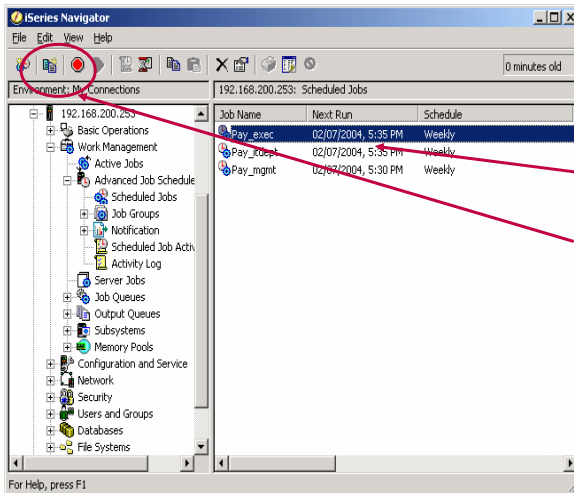 iSeries Navigator
File Edit View Help
0 minutes old
Environment: My Connections
192.168.200.253: Scheduled Jobs
192.168.200.253
Basic Operations
Work Management
Active Jobs
Advanced Job Schedule
Scheduled Jobs
Job Groups
Notification
Scheduled Job Activ
Activity Log
Server Jobs
Job Queues
Output Queues
Subsystems
Memory Pools
Configuration and Service
Network
Security
Users and Groups
Databases
File Systems
Job Name Next Run Schedule
Pay_exec 02/07/2004, 5:35 PM Weekly
Pay_itdept 02/07/2004, 5:35 PM Weekly
Pay_mgmt 02/07/2004, 5:30 PM Weekly
For Help, press F1